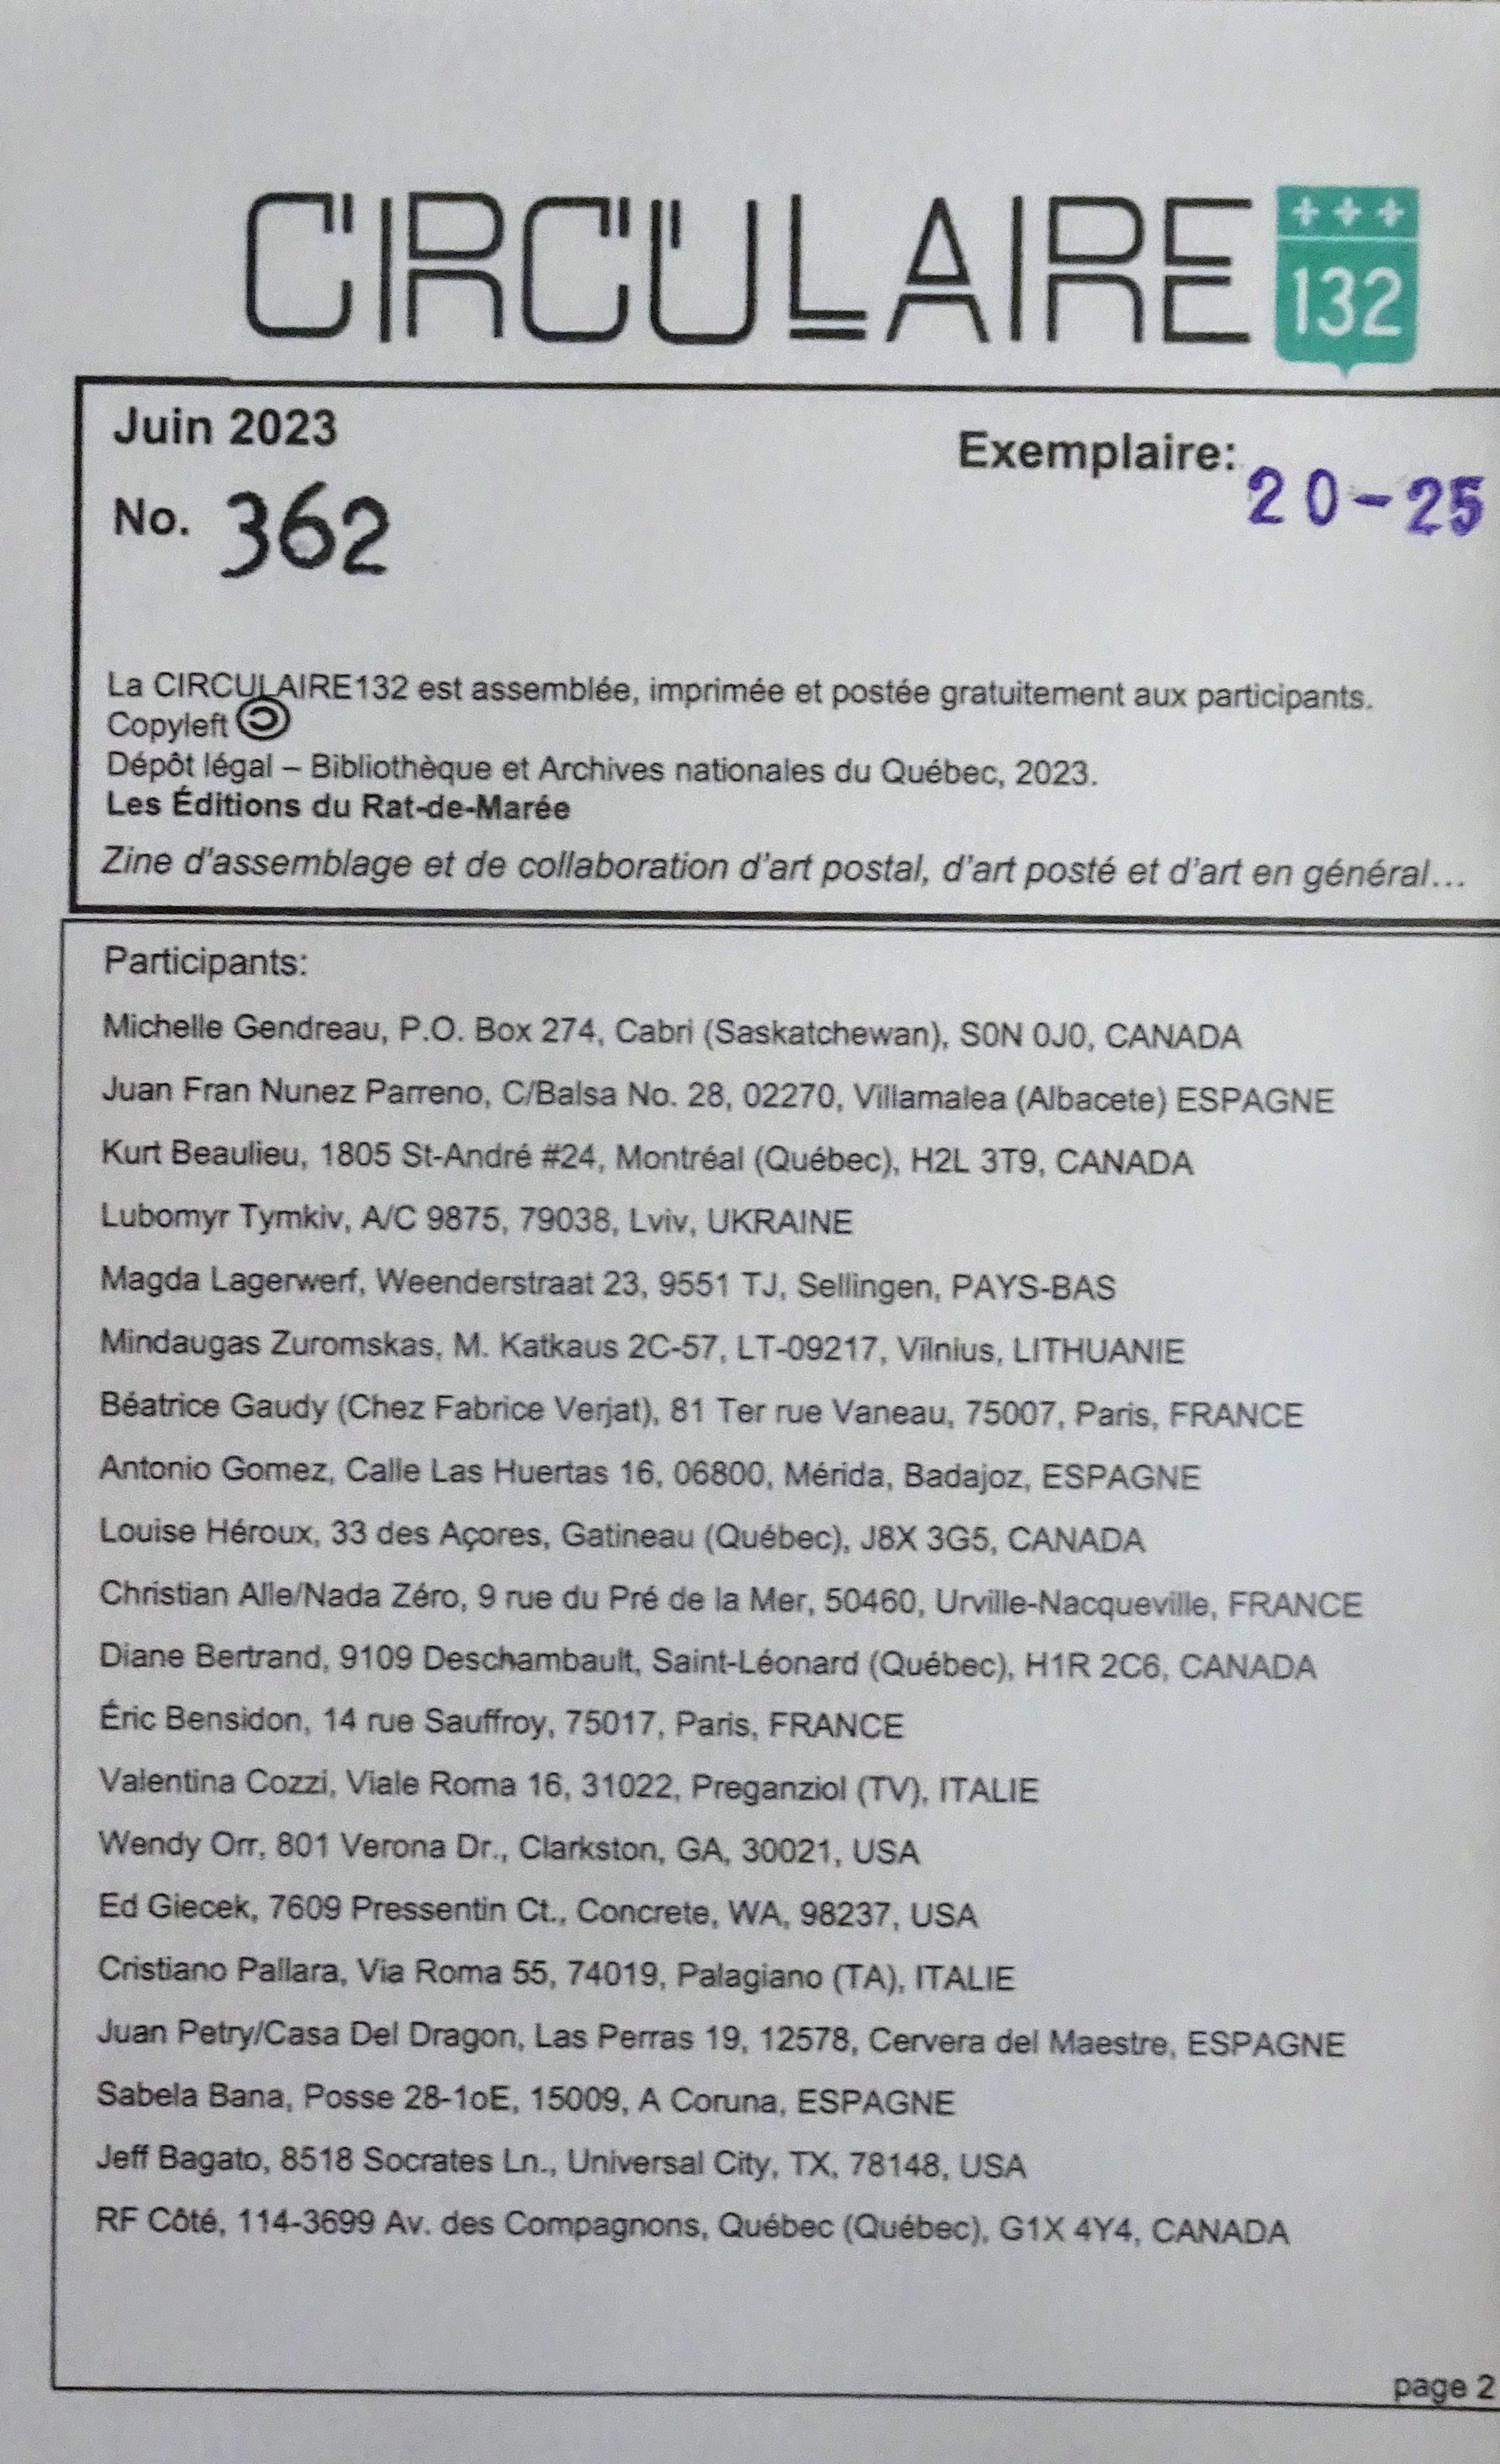 CIRCULAIRE 132
Juin 2023
Exemplaire: 20-25
No. 362
La CIRCULAIRE132 est assemblée, imprimée et postée gratuitement aux participants.
Copyleft
Dépôt légal – Bibliothèque et Archives nationales du Québec, 2023.
Les Éditions du Rat-de-Marée
Zine d'assemblage et de collaboration d'art postal, d'art posté et d'art en général...
Participants:
Michelle Gendreau, P.O. Box 274, Cabri (Saskatchewan), S0N 0J0, CANADA
Juan Fran Nunez Parreno, C/Balsa No. 28, 02270, Villamalea (Albacete) ESPAGNE
Kurt Beaulieu, 1805 St-André #24, Montréal (Québec), H2L 3T9, CANADA
Lubomyr Tymkiv, A/C 9875, 79038, Lviv, UKRAINE
Magda Lagerwerf, Weenderstraat 23, 9551 TJ, Sellingen, PAYS-BAS
Mindaugas Zuromskas, M. Katkaus 2C-57, LT-09217, Vilnius, LITHUANIE
Béatrice Gaudy (Chez Fabrice Verjat), 81 Ter rue Vaneau, 75007, Paris, FRANCE
Antonio Gomez, Calle Las Huertas 16, 06800, Mérida, Badajoz, ESPAGNE
Louise Héroux, 33 des Açores, Gatineau (Québec), J8X 3G5, CANADA
Christian Alle/Nada Zéro, 9 rue du Pré de la Mer, 50460, Urville-Nacqueville, FRANCE
Diane Bertrand, 9109 Deschambault, Saint-Léonard (Québec), H1R 2C6, CANADA
Éric Bensidon, 14 rue Sauffroy, 75017, Paris, FRANCE
Valentina Cozzi, Viale Roma 16, 31022, Preganziol (TV), ITALIE
Wendy Orr, 801 Verona Dr., Clarkston, GA, 30021, USA
Ed Giecek, 7609 Pressentin Ct., Concrete, WA, 98237, USA
Cristiano Pallara, Via Roma 55, 74019, Palagiano (TA), ITALIE
Juan Petry/Casa Del Dragon, Las Perras 19, 12578, Cervera del Maestre, ESPAGNE
Sabela Bana, Posse 28-1oE, 15009, A Coruna, ESPAGNE
Jeff Bagato, 8518 Socrates Ln., Universal City, TX, 78148, USA
RF Côté, 114-3699 Av. des Compagnons, Québec (Québec), G1X 4Y4, CANADA
page 2